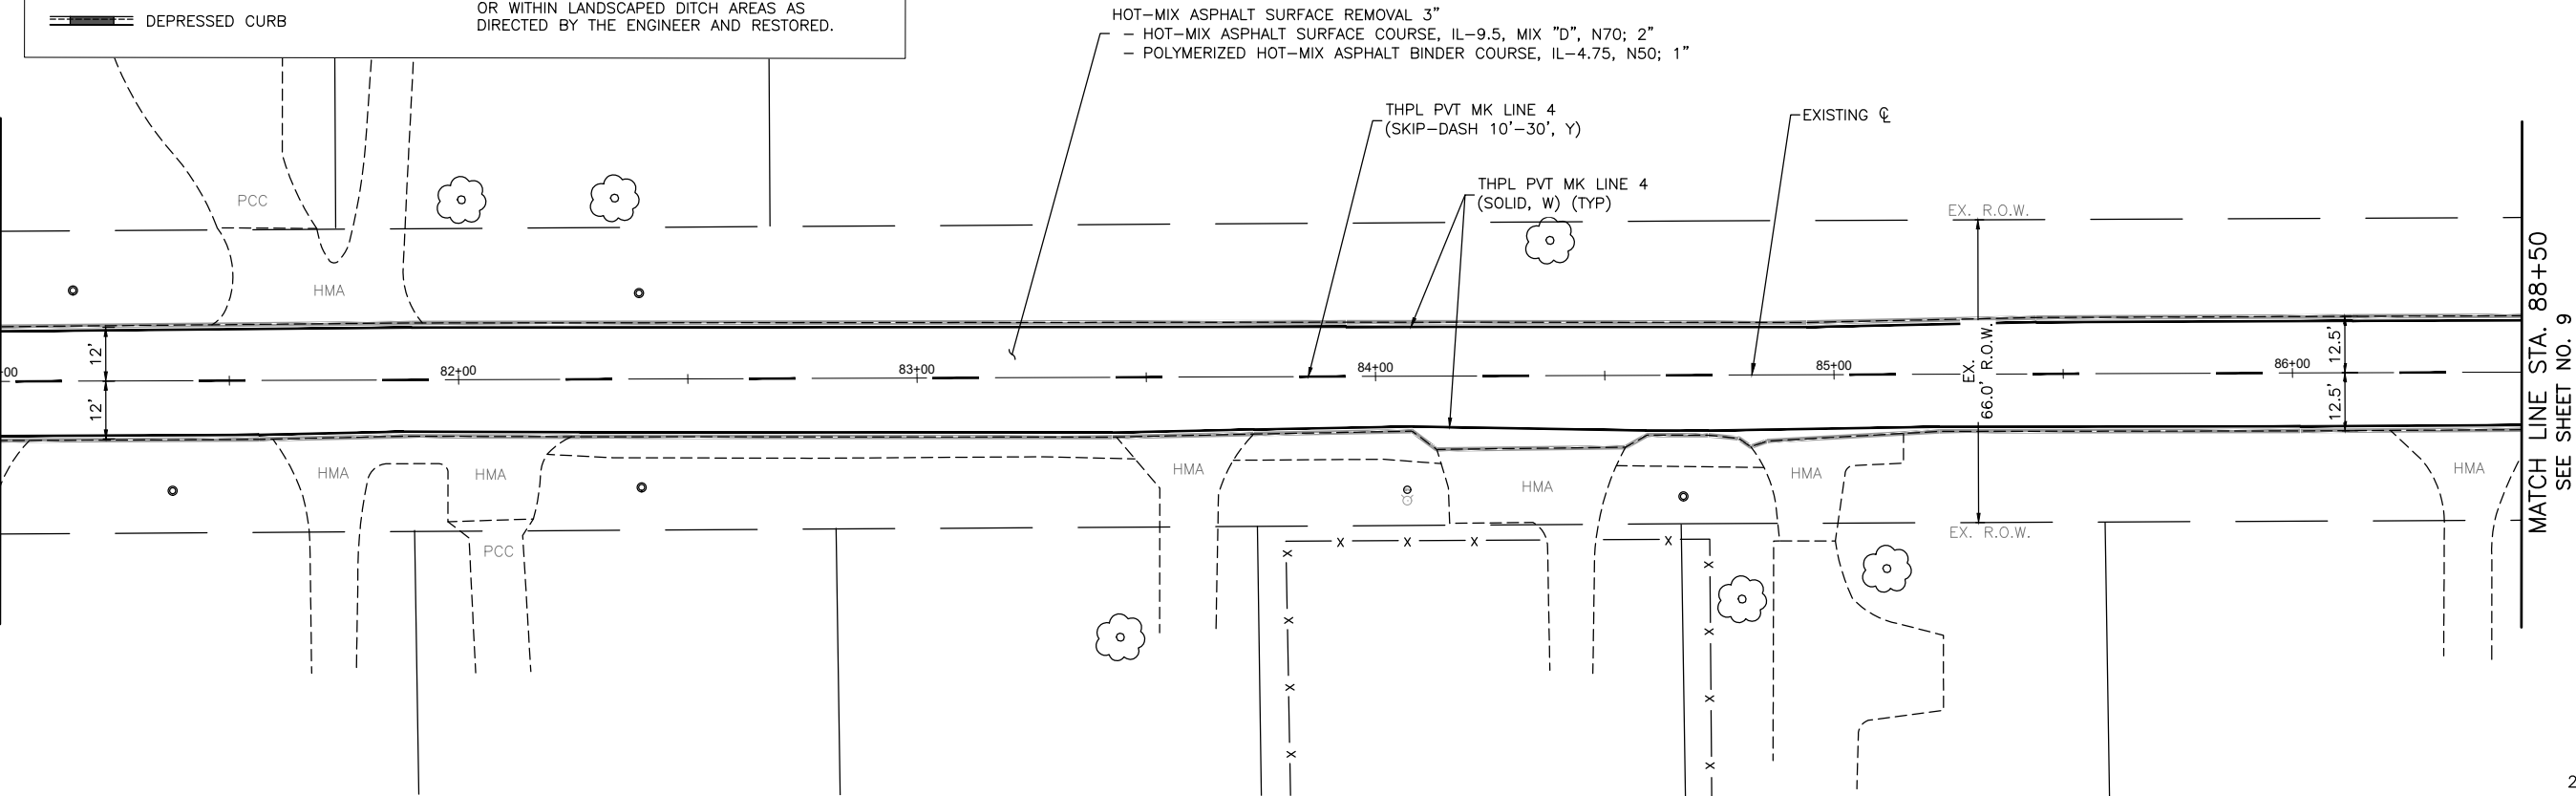 DEPRESSED CURB
OR WITHIN LANDSCAPED DITCH AREAS AS
DIRECTED BY THE ENGINEER AND RESTORED.
HOT-MIX ASPHALT SURFACE REMOVAL 3"
- HOT-MIX ASPHALT SURFACE COURSE, IL-9.5, MIX "D", N70; 2"
- POLYMERIZED HOT-MIX ASPHALT BINDER COURSE, IL-4.75, N50; 1"
THPL PVT MK LINE 4
(SKIP-DASH 10'-30', Y)
EXISTING ℄
THPL PVT MK LINE 4
(SOLID, W) (TYP)
PCC
EX. R.O.W.
HMA
MATCH LINE STA. 88+50
SEE SHEET NO. 9
12'
12'
00
82+00
83+00
84+00
85+00
86+00
EX.
66.0' R.O.W.
12.5'
12.5'
HMA
HMA
HMA
HMA
HMA
HMA
PCC
EX. R.O.W.
X X X X
X X X X
X X X X
2